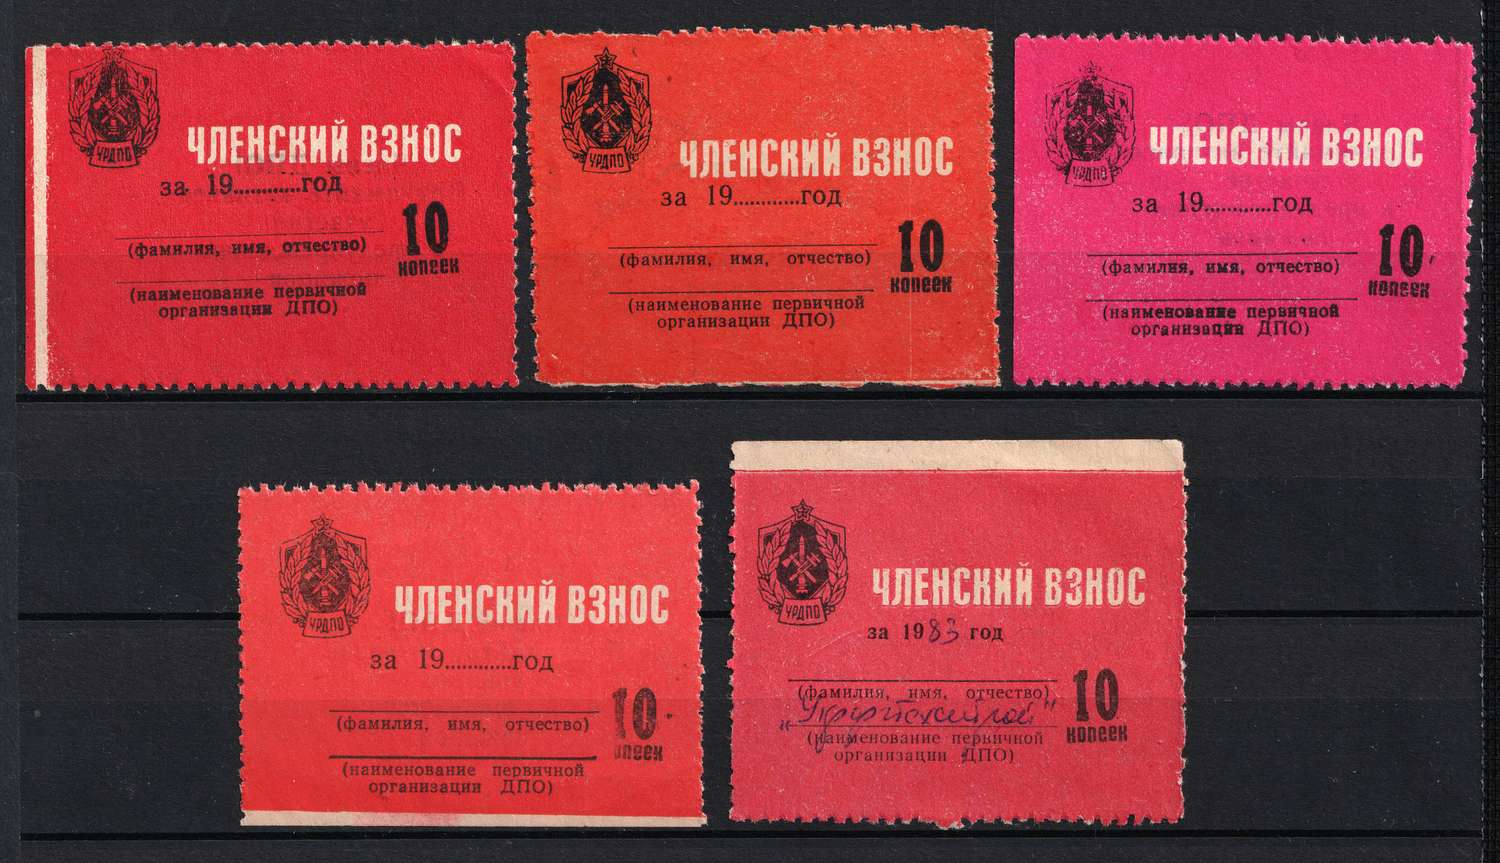 УРДПО
ЧЛЕНСКИЙ ВЗНОС
за 19............год
(фамилия, имя, отчество)
10
копеек
(наименование первичной
организации ДПО)
УРДПО
ЧЛЕНСКИЙ ВЗНОС
за 19............год
(фамилия, имя, отчество)
10
копеек
(наименование первичной
организации ДПО)
УРДПО
ЧЛЕНСКИЙ ВЗНОС
за 19............год
(фамилия, имя, отчество)
10
копеек
(наименование первичной
организации ДПО)
УРДПО
ЧЛЕНСКИЙ ВЗНОС
за 19............год
(фамилия, имя, отчество)
10
копеек
(наименование первичной
организации ДПО)
УРДПО
ЧЛЕНСКИЙ ВЗНОС
за 1983 год
(фамилия, имя, отчество)
10
копеек
(наименование первичной
организации ДПО)